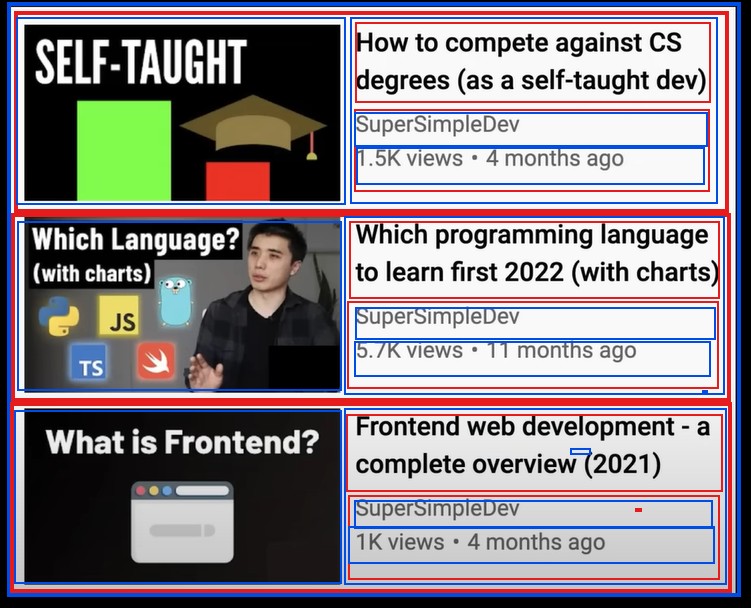 SELF-TAUGHT
How to compete against CS
degrees (as a self-taught dev)
SuperSimpleDev
1.5K views • 4 months ago
Which Language?
(with charts)
JS
TS
Which programming language
to learn first 2022 (with charts)
SuperSimpleDev
5.7K views • 11 months ago
What is Frontend?
Frontend web development - a
complete overview (2021)
SuperSimpleDev
1K views • 4 months ago